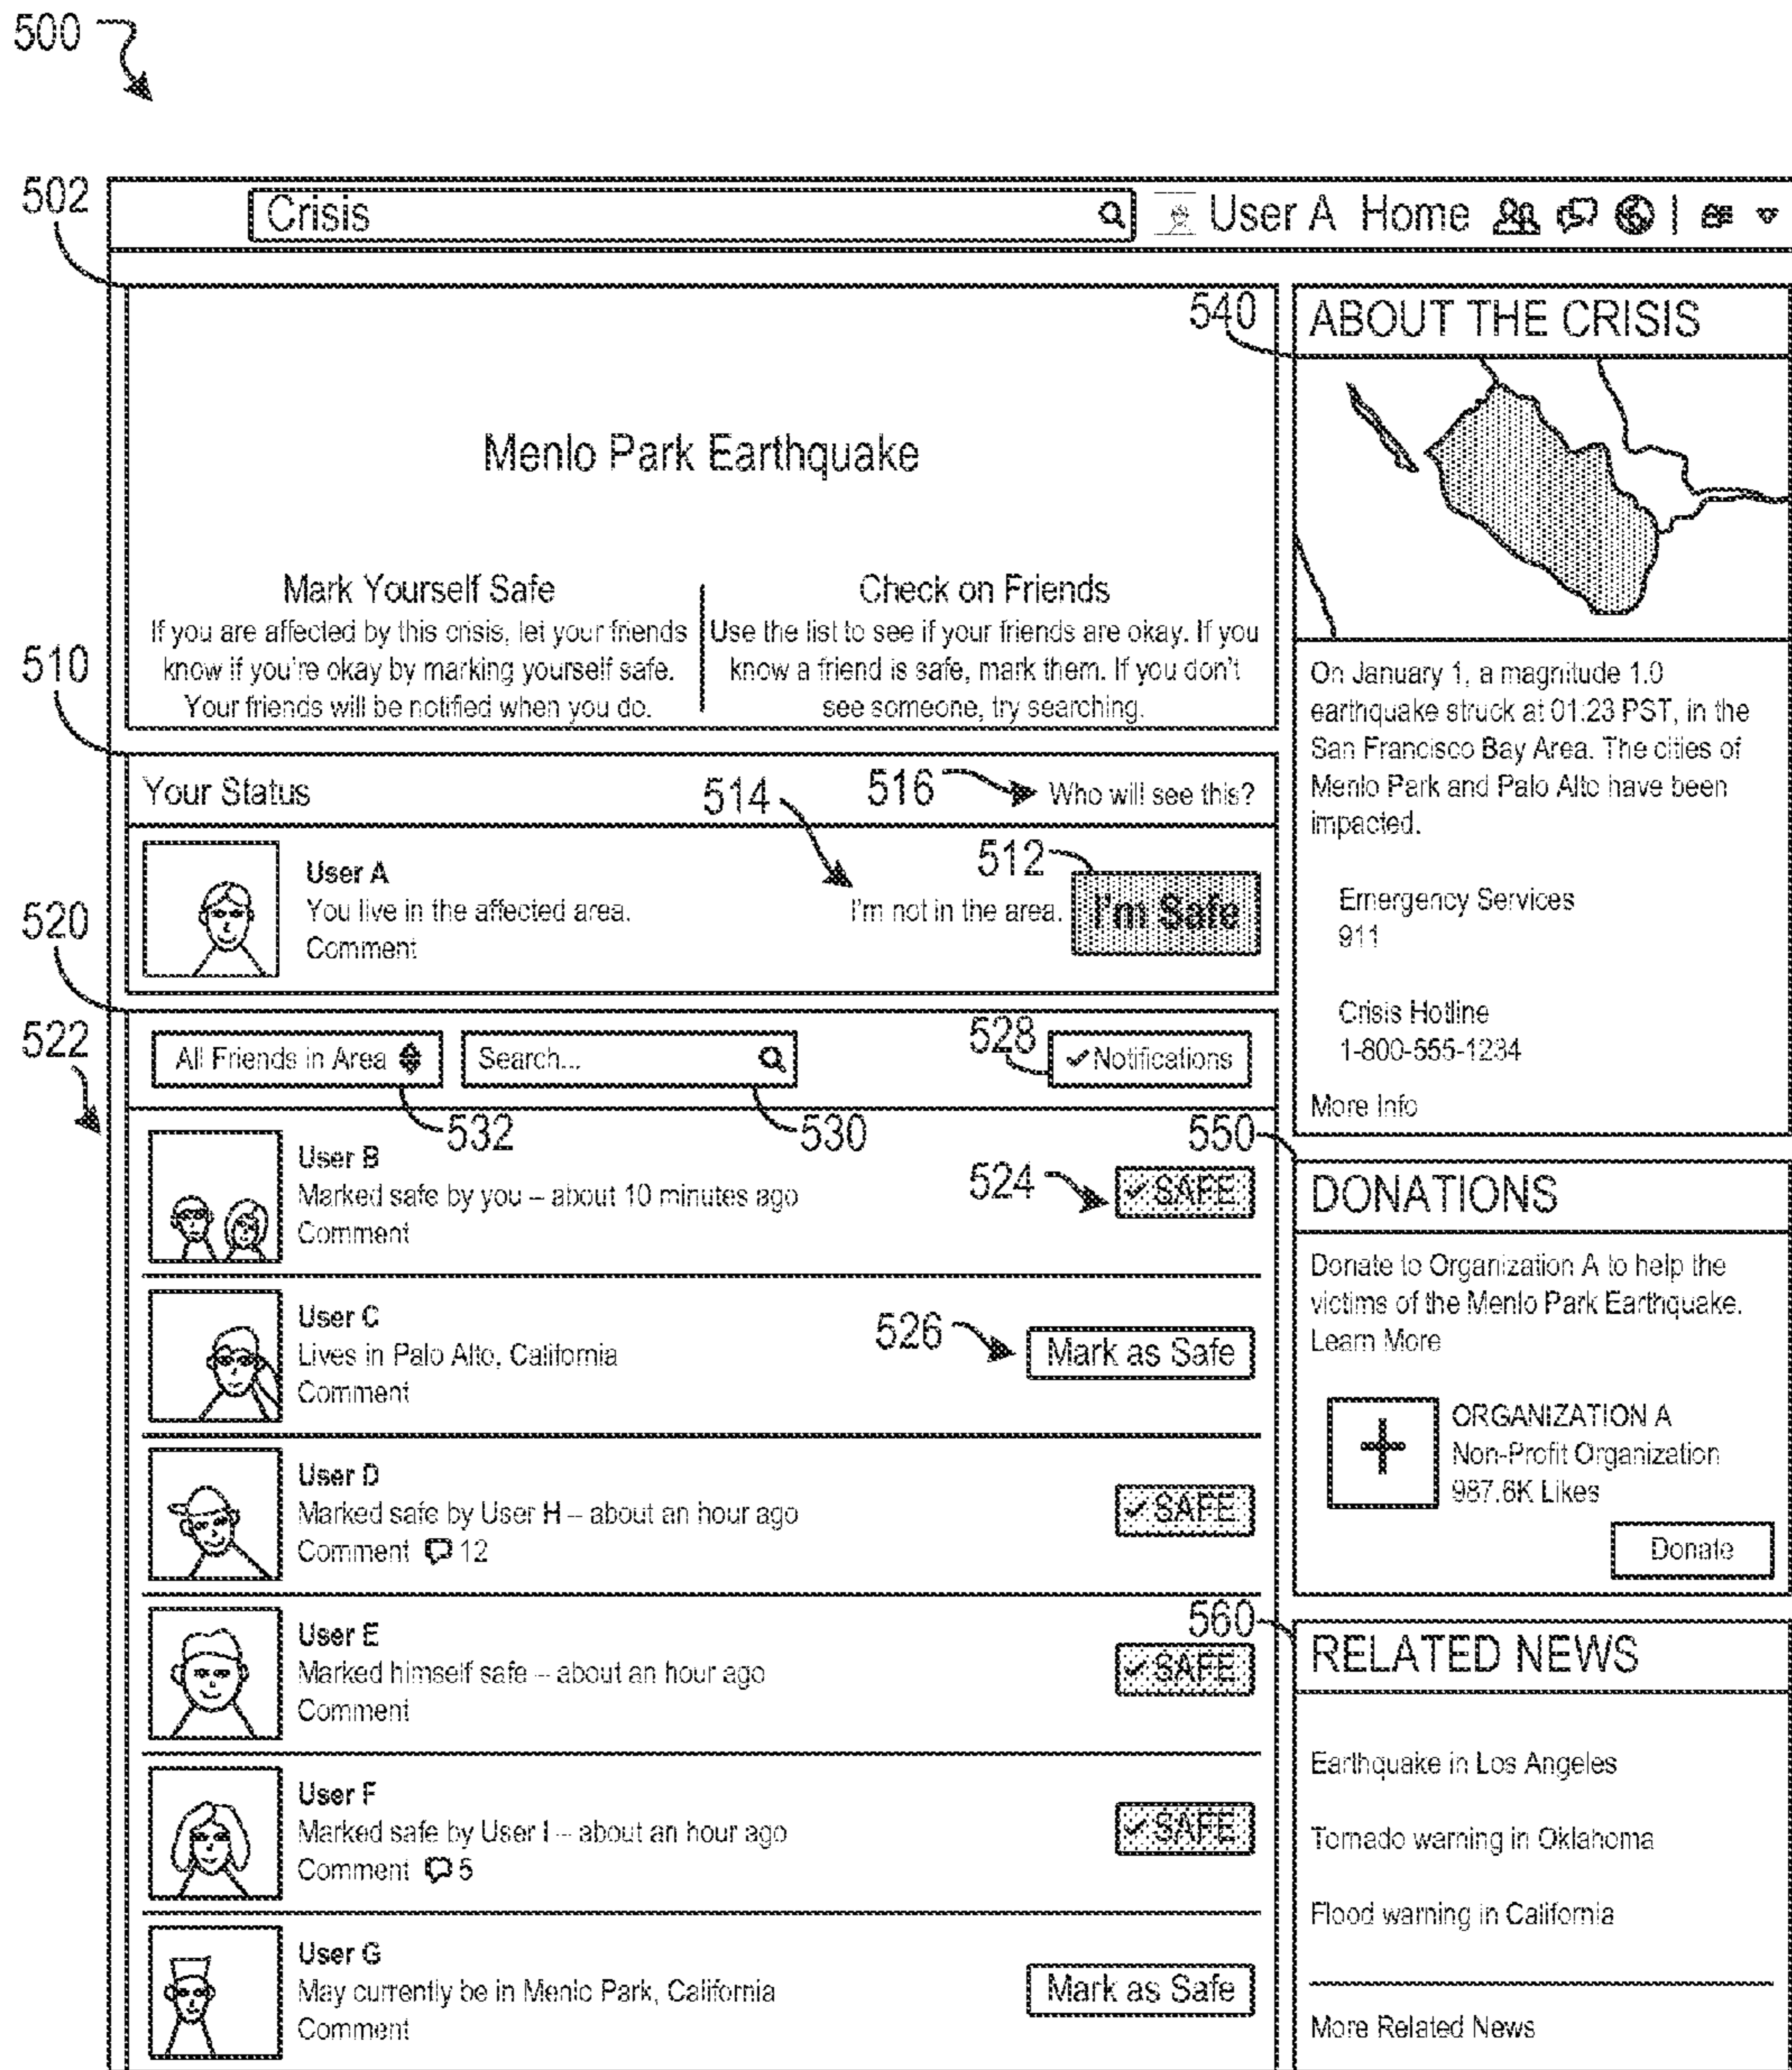 500
502
Crisis
User A Home
Menlo Park Earthquake
Mark Yourself Safe
If you are affected by this crisis, let your friends
know if you're okay by marking yourself safe.
Your friends will be notified when you do.
Check on Friends
Use the list to see if your friends are okay. If you
know a friend is safe, mark them. If you don't
see someone, try searching.
510
Your Status
514
516
Who will see this?
User A
You live in the affected area.
Comment
I'm not in the area.
512
I'm Safe
520
522
All Friends in Area
Search...
528
Notifications
532
530
User B
Marked safe by you – about 10 minutes ago
Comment
524
SAFE
User C
Lives in Palo Alto, California
Comment
526
Mark as Safe
User D
Marked safe by User H – about an hour ago
Comment 12
SAFE
User E
Marked himself safe – about an hour ago
Comment
SAFE
User F
Marked safe by User I – about an hour ago
Comment 5
SAFE
User G
May currently be in Menlo Park, California
Comment
Mark as Safe
540
ABOUT THE CRISIS
On January 1, a magnitude 1.0
earthquake struck at 01:23 PST, in the
San Francisco Bay Area. The cities of
Menlo Park and Palo Alto have been
impacted.
Emergency Services
911
Crisis Hotline
1-800-555-1234
More Info
550
DONATIONS
Donate to Organization A to help the
victims of the Menlo Park Earthquake.
Learn More
ORGANIZATION A
Non-Profit Organization
987.6K Likes
Donate
560
RELATED NEWS
Earthquake in Los Angeles
Tornado warning in Oklahoma
Flood warning in California
More Related News